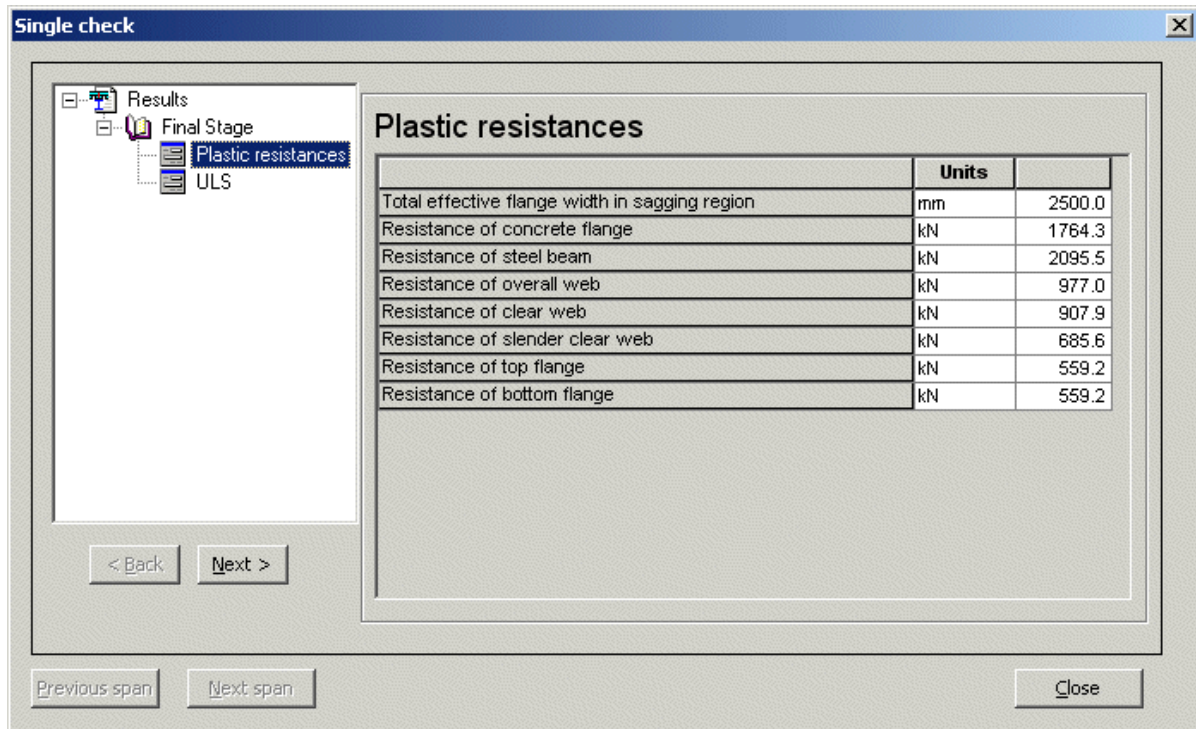 Single check
Results
Final Stage
Plastic resistances
ULS
< Back
Next >
Plastic resistances
Units
Total effective flange width in sagging region mm 2500.0
Resistance of concrete flange kN 1764.3
Resistance of steel beam kN 2095.5
Resistance of overall web kN 977.0
Resistance of clear web kN 907.9
Resistance of slender clear web kN 685.6
Resistance of top flange kN 559.2
Resistance of bottom flange kN 559.2
Previous span
Next span
Close